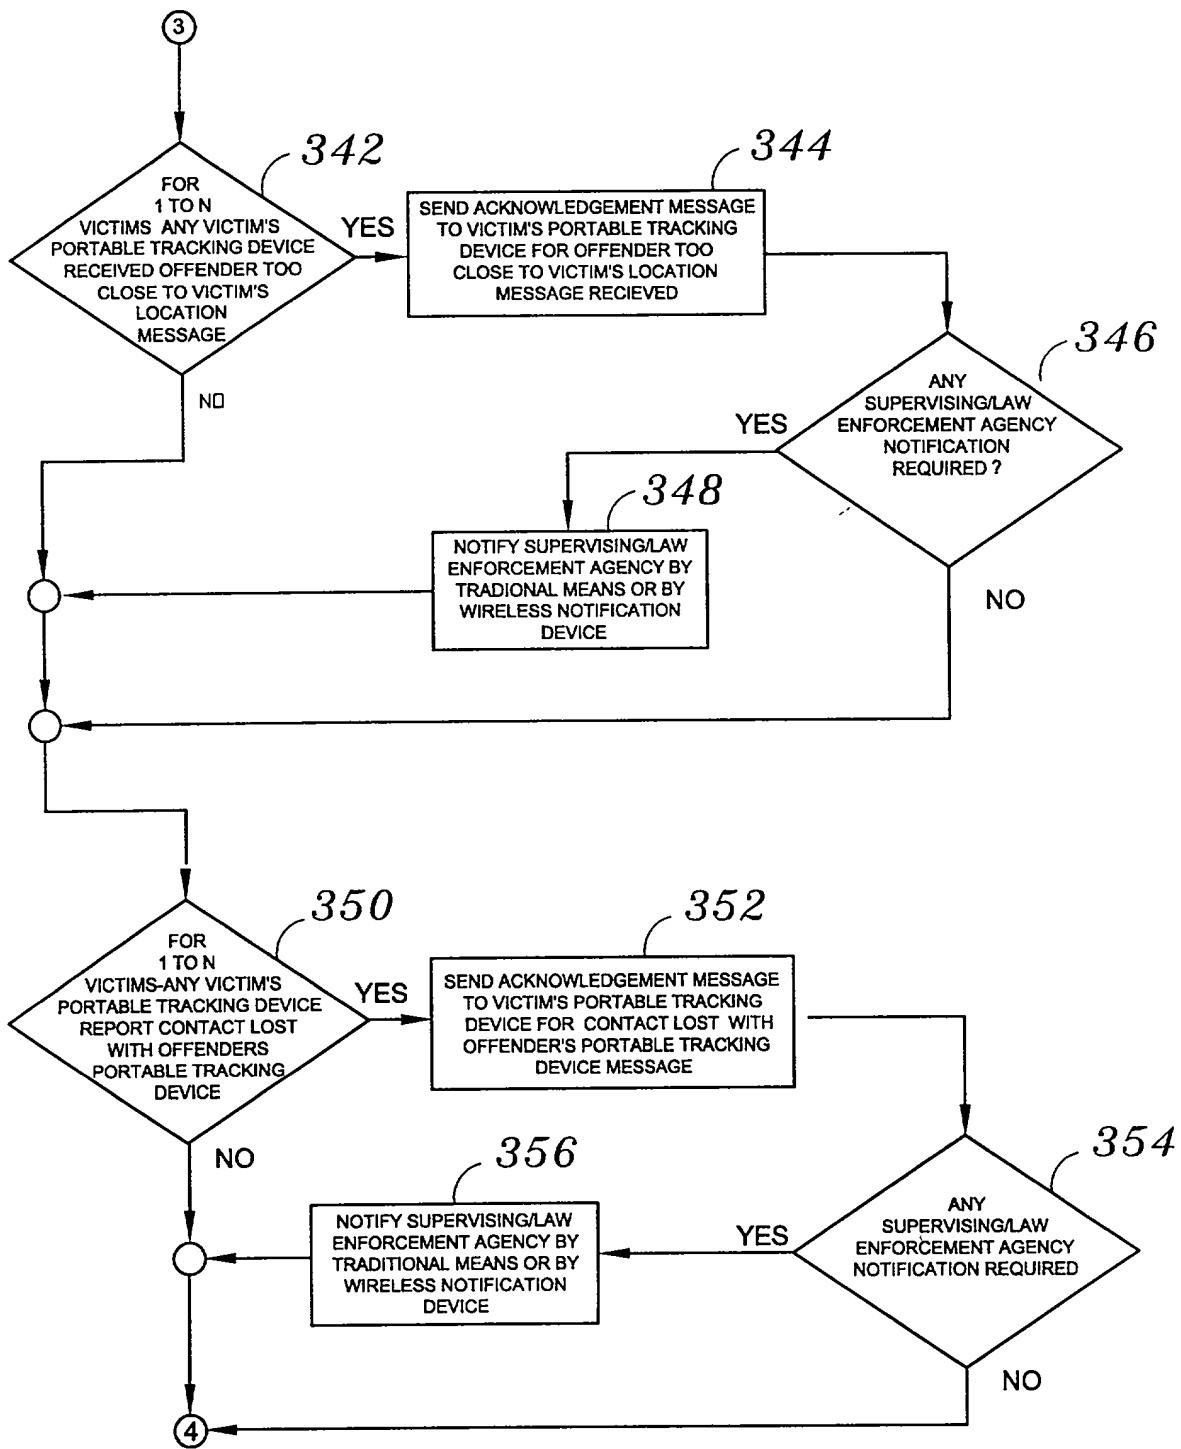 3
342
FOR
1 TO N
VICTIMS ANY VICTIM'S
PORTABLE TRACKING DEVICE
RECEIVED OFFENDER TOO
CLOSE TO VICTIM'S
LOCATION
MESSAGE
YES
NO
344
SEND ACKNOWLEDGEMENT MESSAGE
TO VICTIM'S PORTABLE TRACKING
DEVICE FOR OFFENDER TOO
CLOSE TO VICTIM'S LOCATION
MESSAGE RECIEVED
346
ANY
SUPERVISING/LAW
ENFORCEMENT AGENCY
NOTIFICATION
REQUIRED ?
YES
NO
348
NOTIFY SUPERVISING/LAW
ENFORCEMENT AGENCY BY
TRADIONAL MEANS OR BY
WIRELESS NOTIFICATION
DEVICE
350
FOR
1 TO N
VICTIMS-ANY VICTIM'S
PORTABLE TRACKING DEVICE
REPORT CONTACT LOST
WITH OFFENDERS
PORTABLE TRACKING
DEVICE
YES
NO
352
SEND ACKNOWLEDGEMENT MESSAGE
TO VICTIM'S PORTABLE TRACKING
DEVICE FOR CONTACT LOST WITH
OFFENDER'S PORTABLE TRACKING
DEVICE MESSAGE
354
ANY
SUPERVISING/LAW
ENFORCEMENT AGENCY
NOTIFICATION REQUIRED
YES
NO
356
NOTIFY SUPERVISING/LAW
ENFORCEMENT AGENCY BY
TRADITIONAL MEANS OR BY
WIRELESS NOTIFICATION
DEVICE
4